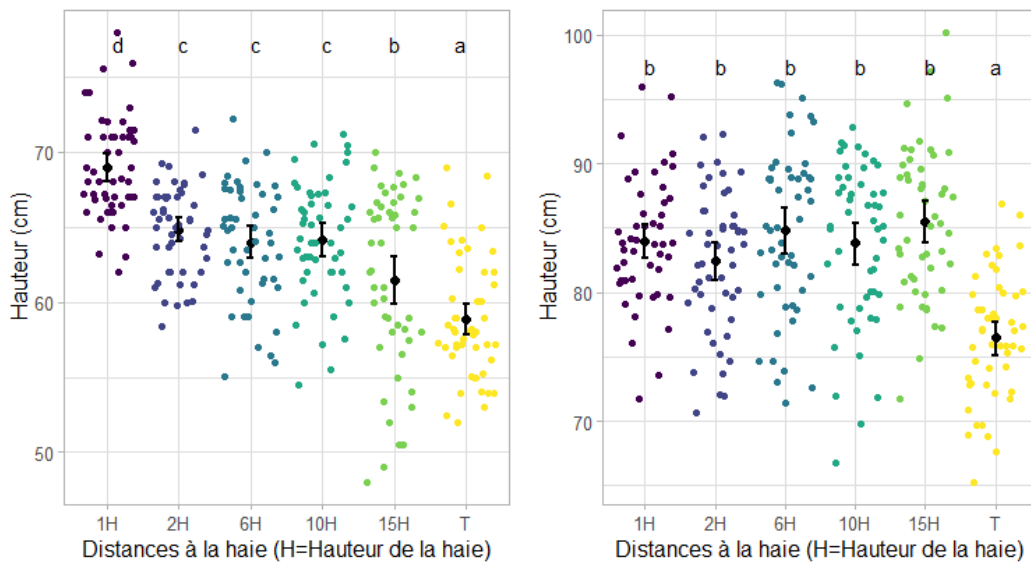 d c c c b a
70
60
50
Hauteur (cm)
1H 2H 6H 10H 15H T
Distances à la haie (H=Hauteur de la haie)
100
b b b b b a
90
80
70
Hauteur (cm)
1H 2H 6H 10H 15H T
Distances à la haie (H=Hauteur de la haie)